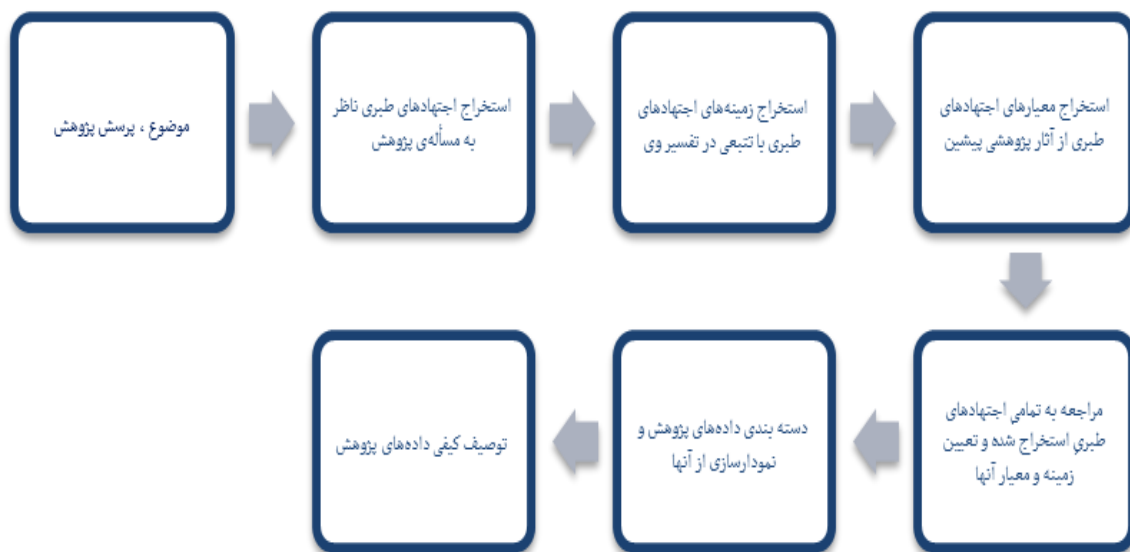 موضوع ، پرسش پژوهش
استخراج اجتهادهای طبری ناظر
به مسأله‌ی پژوهش
استخراج زمینه‌های اجتهادهای
طبری با تتبعی در تفسیر وی
استخراج معیارهای اجتهادهای
طبری از آثار پژوهشی پیشین
مراجعه به تمامیِ اجتهادهای
طبریِ استخراج شده و تعیین
زمینه و معیار آنها
دسته بندی داده‌های پژوهش و
نمودارسازی از آنها
توصیف کیفی داده‌های پژوهش